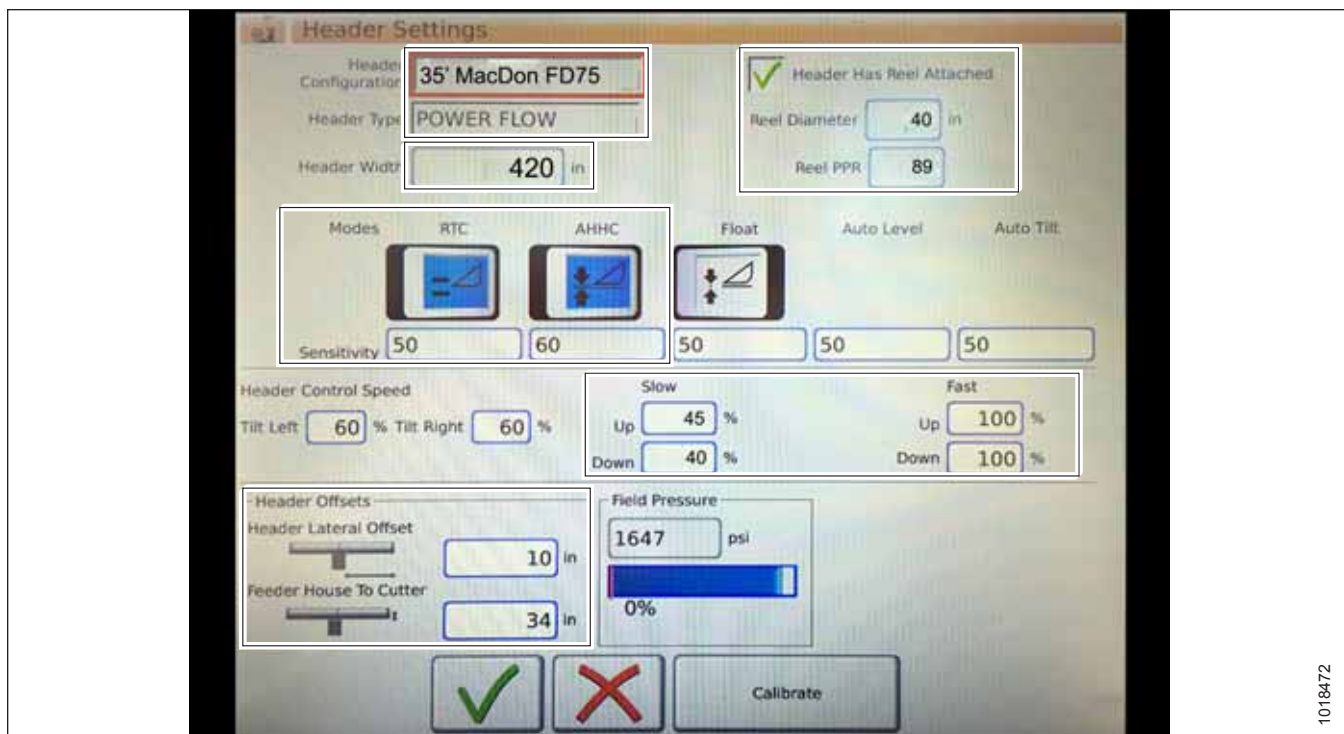 Header Settings
Header
Configuration
35' MacDon FD75
Header Type
POWER FLOW
Header Width
420 in
Header Has Reel Attached
Reel Diameter 40 in
Reel PPR 89
Modes RTC AHHC Float Auto Level Auto Tilt
Sensitivity 50 60 50 50 50
Header Control Speed
Tilt Left 60 % Tilt Right 60 %
Slow Fast
Up 45 % Up 100 %
Down 40 % Down 100 %
Header Offsets
Header Lateral Offset
10 in
Feeder House To Cutter
34 in
Field Pressure
1647 psi
0%
Calibrate
1018472